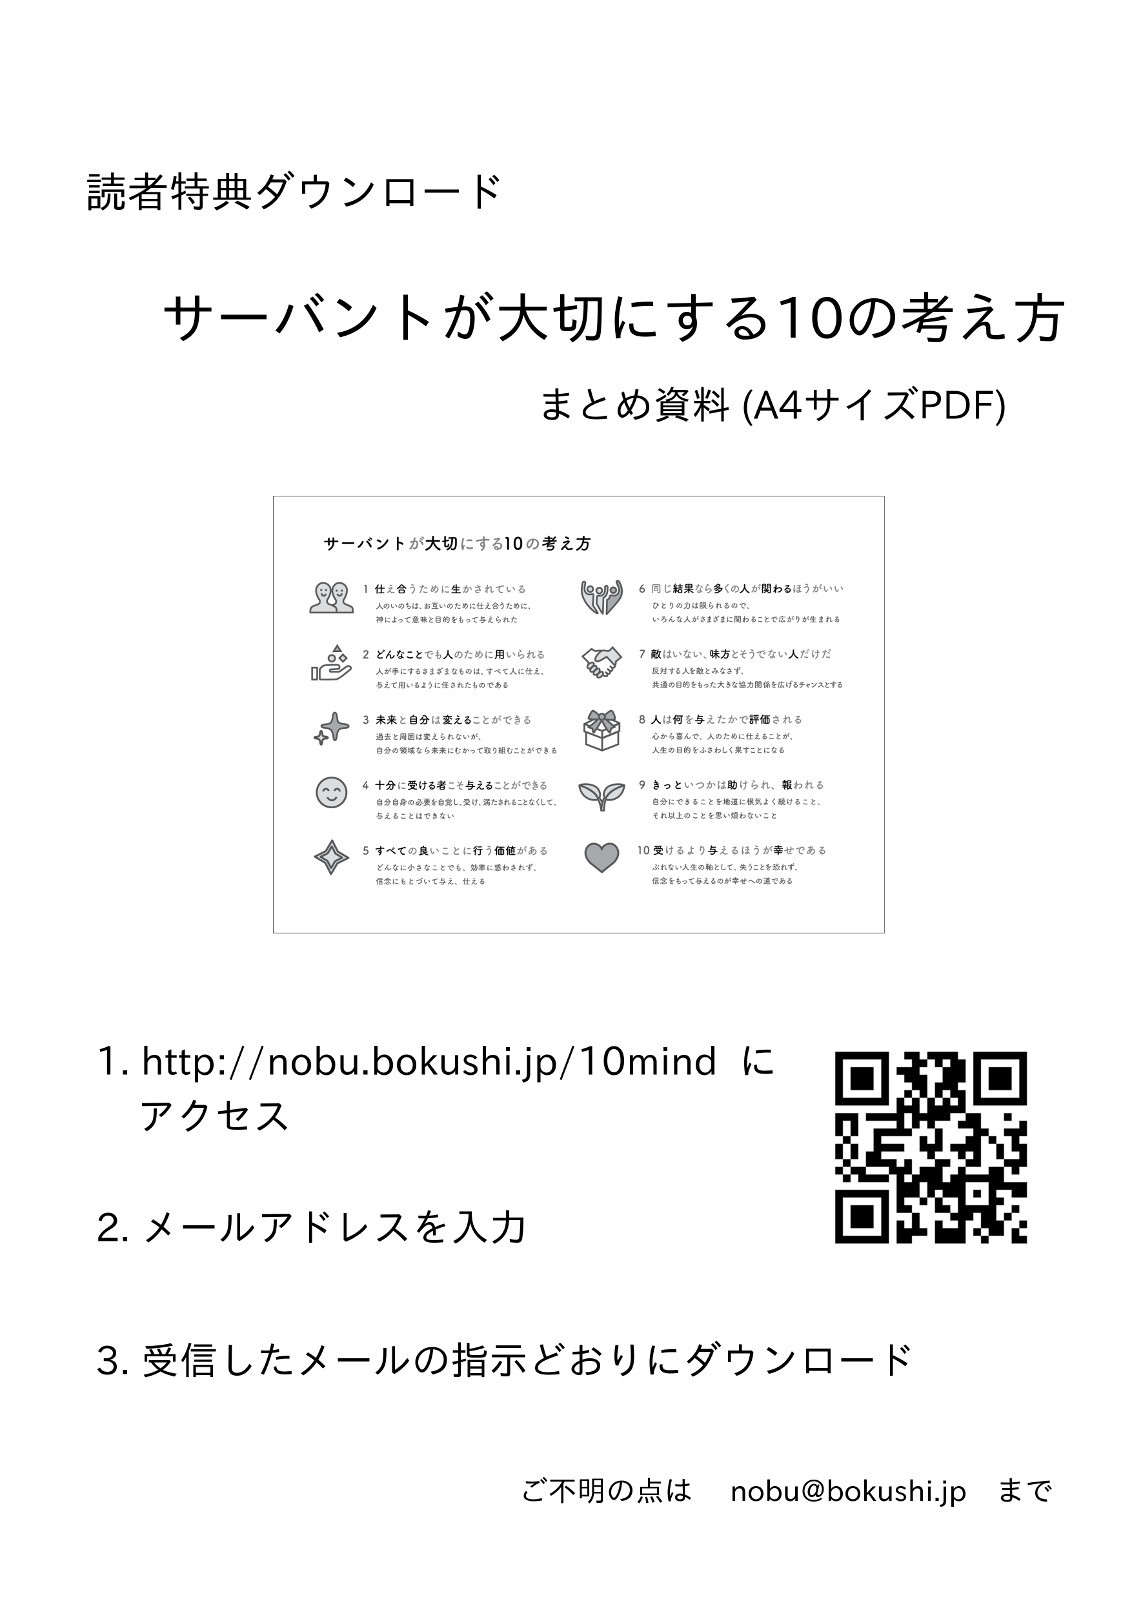 読者特典ダウンロード
サーバントが大切にする10の考え方
まとめ資料 (A4サイズPDF)
サーバントが大切にする10の考え方
1 仕え合うために生かされている
人のいのちは、お互いのために仕え合うために、
神によって意味と目的をもって与えられた
2 どんなことでも人のために用いられる
人が手にするさまざまなものは、すべて人に仕え、
与えて用いるように任されたものである
3 未来と自分は変えることができる
過去と周囲は変えられないが、
自分の領域なら未来にむかって取り組むことができる
4 十分に受ける者こそ与えることができる
自分自身の必要を自覚し、受け、満たされることなくして、
与えることはできない
5 すべての良いことに行う価値がある
どんなに小さなことでも、効率に惑わされず、
信念にもとづいて与え、仕える
6 同じ結果なら多くの人が関わるほうがいい
ひとりの力は限られるので、
いろんな人がさまざまに関わることで広がりが生まれる
7 敵はいない、味方とそうでない人だけだ
反対する人を敵とみなさず、
共通の目的をもった大きな協力関係を広げるチャンスとする
8 人は何を与えたかで評価される
心から喜んで、人のために仕えることが、
人生の目的をふさわしく果すことになる
9 きっといつかは助けられ、報われる
自分にできることを地道に根気よく続けること、
それ以上のことを思い煩わないこと
10 受けるより与えるほうが幸せである
ぶれない人生の軸として、失うことを恐れず、
信念をもって与えるのが幸せへの道である
1. http://nobu.bokushi.jp/10mind に
アクセス
2. メールアドレスを入力
3. 受信したメールの指示どおりにダウンロード
ご不明の点は nobu@bokushi.jp まで